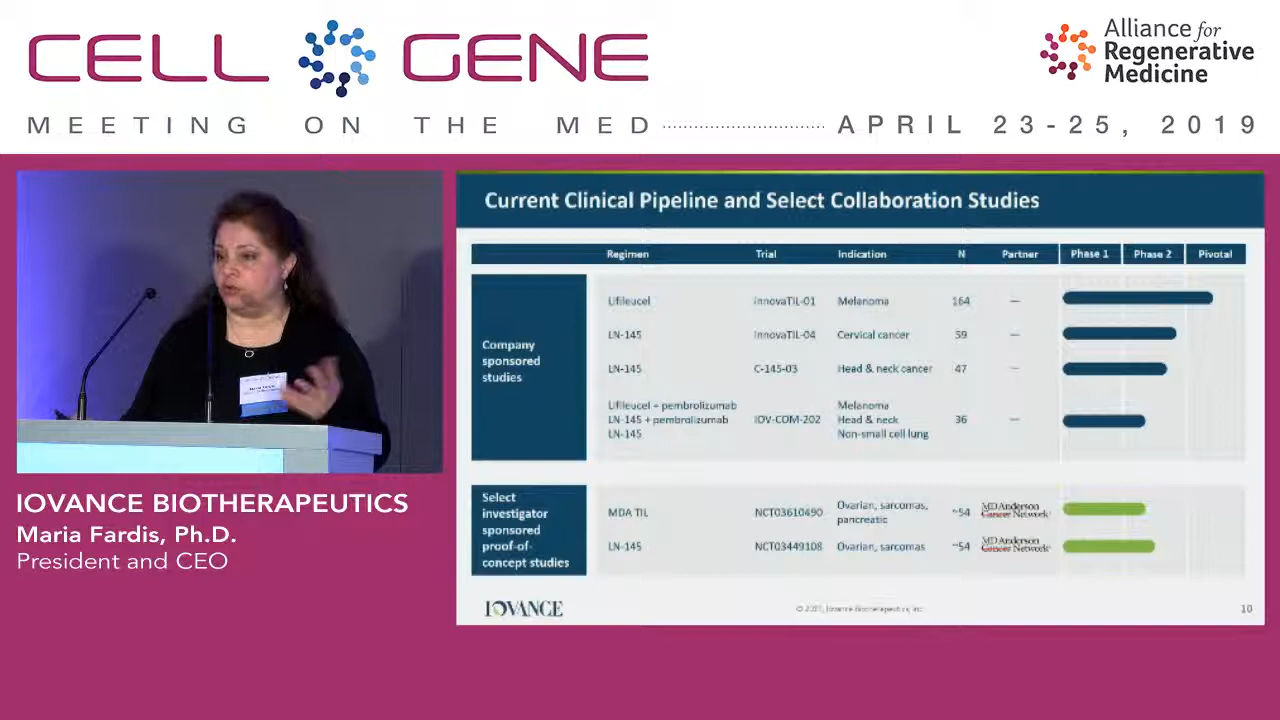 CELL GENE
Alliance for
Regenerative
Medicine
MEETING ON THE MED APRIL 23-25, 2019
Current Clinical Pipeline and Select Collaboration Studies
Regimen Trial Indication N Partner Phase 1 Phase 2 Pivotal
Company
sponsored
studies
Lifileucel InnovaTIL-01 Melanoma 164 —
LN-145 InnovaTIL-04 Cervical cancer 59 —
LN-145 C-145-03 Head & neck cancer 47 —
Lifileucel + pembrolizumab
LN-145 + pembrolizumab
LN-145
IOV-COM-202
Melanoma
Head & neck
Non-small cell lung
36 —
Select
investigator
sponsored
proof-of-
concept studies
MDA TIL NCT03610490
Ovarian, sarcomas,
pancreatic
~54
MD Anderson
Cancer Network
LN-145 NCT03449108 Ovarian, sarcomas ~54
MD Anderson
Cancer Network
IOVANCE
Iovance Biotherapeutics, Inc.
10
IOVANCE BIOTHERAPEUTICS
Maria Fardis, Ph.D.
President and CEO